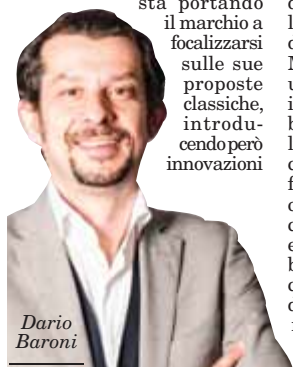 sta portando
il marchio a
focalizzarsi
sulle sue
proposte
classiche,
introdu-
cendo però
innovazioni
Dario
Baroni